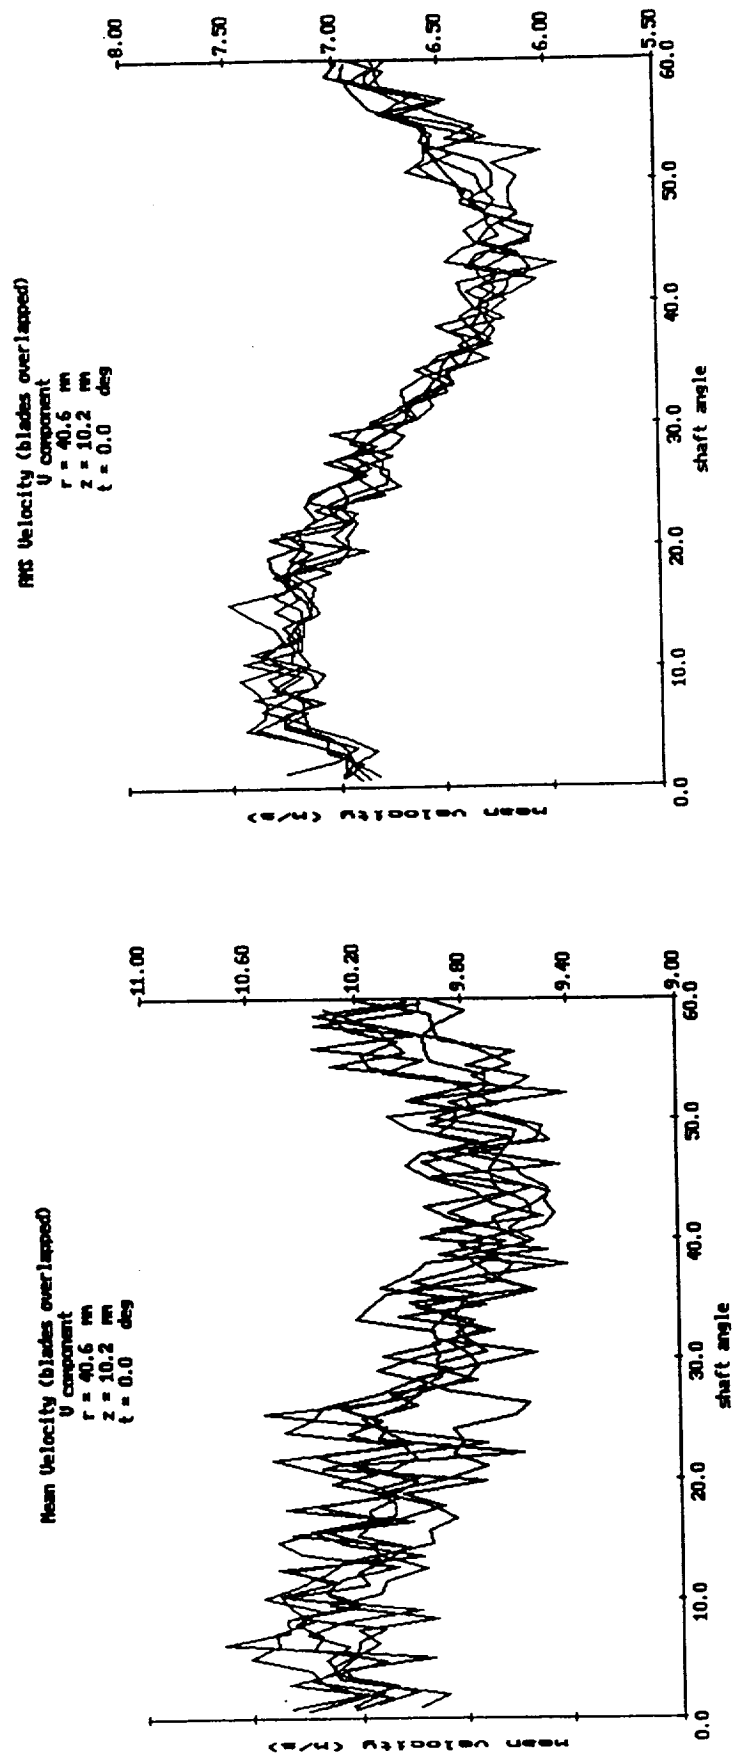 Mean Velocity (blades overlapped)
V component
r = 40.6 mm
z = 10.2 mm
t = 0.0 deg
11.00
10.60
10.20
9.80
9.40
9.00
mean velocity (m/s)
0.0 10.0 20.0 30.0 40.0 50.0 60.0
shaft angle
RMS Velocity (blades overlapped)
V component
r = 40.6 mm
z = 10.2 mm
t = 0.0 deg
8.00
7.50
7.00
6.50
6.00
5.50
mean velocity (m/s)
0.0 10.0 20.0 30.0 40.0 50.0 60.0
shaft angle